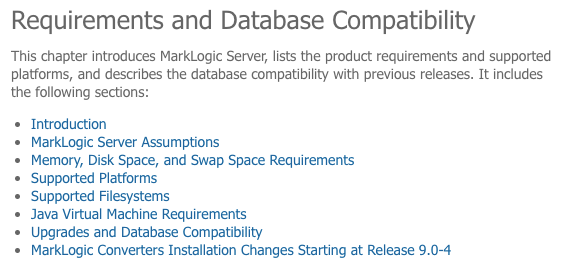 Requirements and Database Compatibility
This chapter introduces MarkLogic Server, lists the product requirements and supported
platforms, and describes the database compatibility with previous releases. It includes
the following sections:
• Introduction
• MarkLogic Server Assumptions
• Memory, Disk Space, and Swap Space Requirements
• Supported Platforms
• Supported Filesystems
• Java Virtual Machine Requirements
• Upgrades and Database Compatibility
• MarkLogic Converters Installation Changes Starting at Release 9.0-4